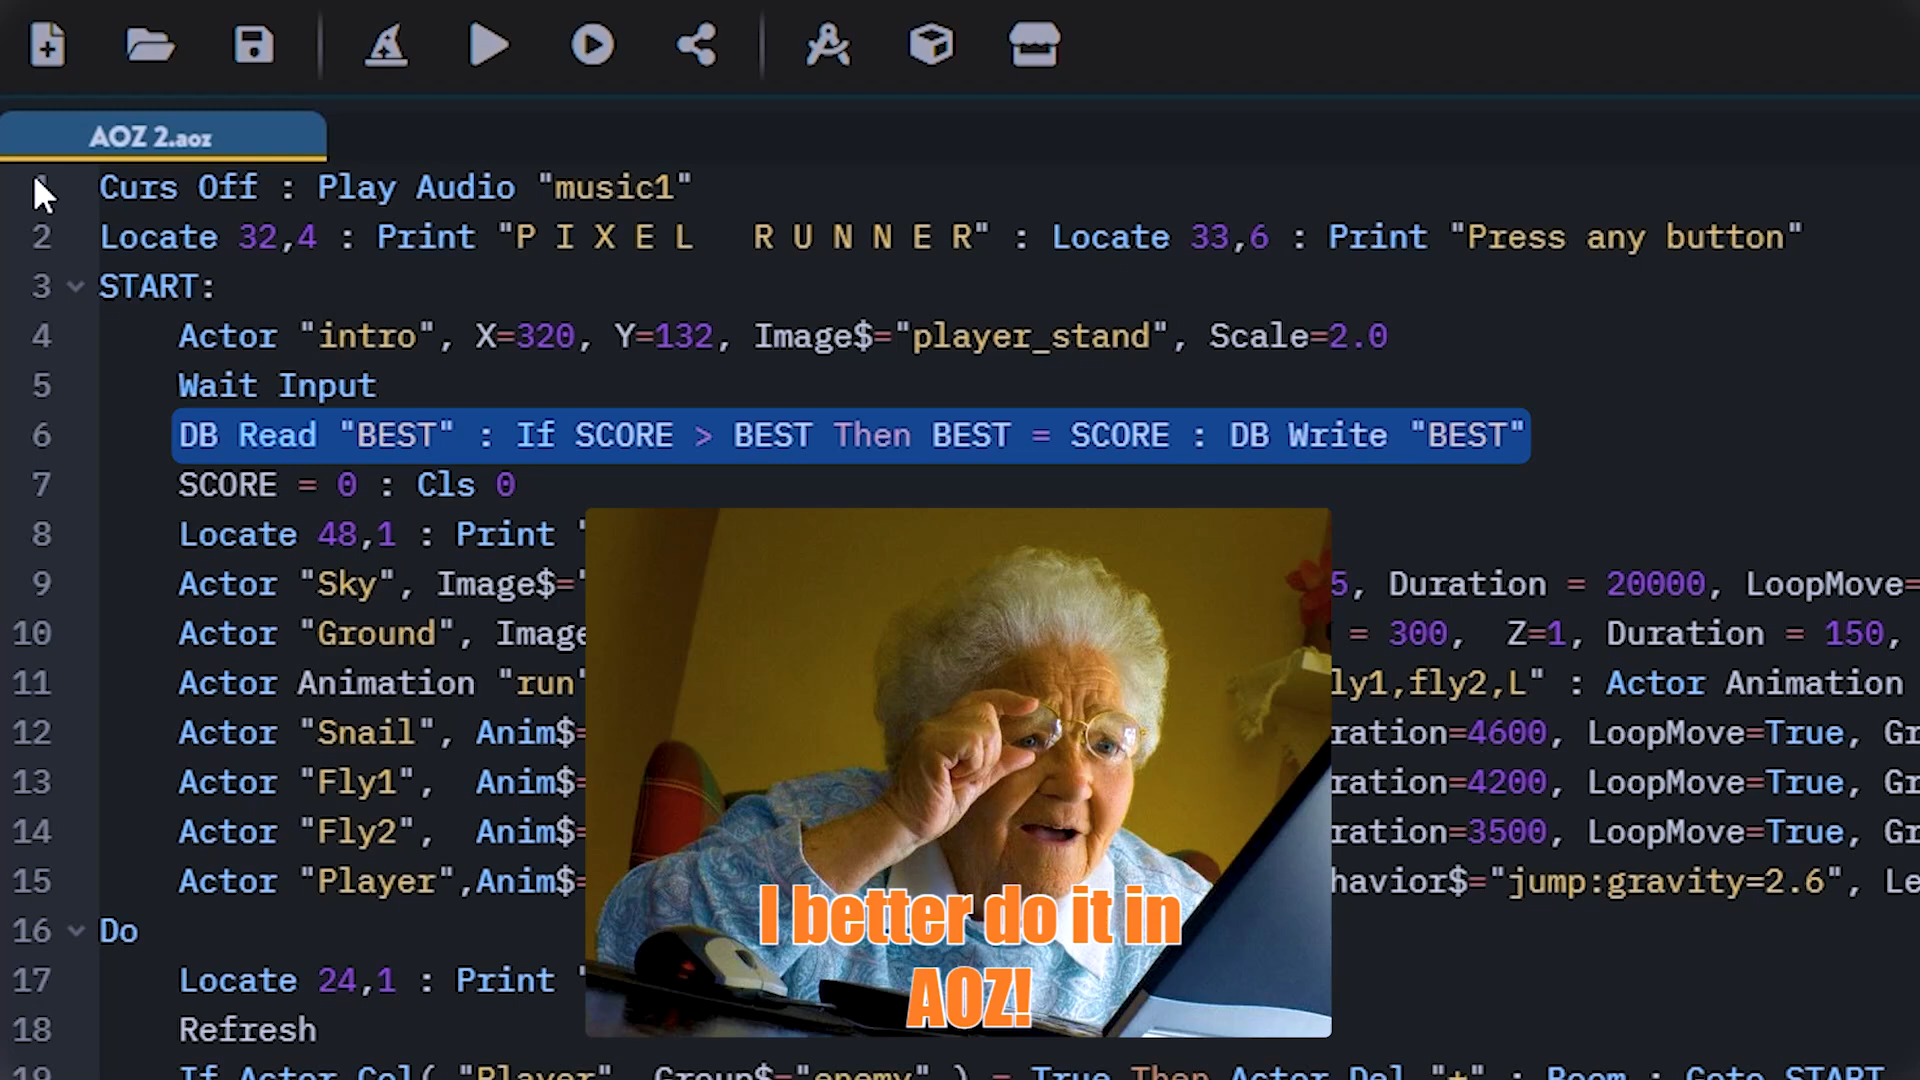 AOZ 2.aoz
Curs Off : Play Audio "music1"
2 Locate 32,4 : Print "P I X E L   R U N N E R" : Locate 33,6 : Print "Press any button"
3 START:
4 Actor "intro", X=320, Y=132, Image$="player_stand", Scale=2.0
5 Wait Input
6 DB Read "BEST" : If SCORE > BEST Then BEST = SCORE : DB Write "BEST"
7 SCORE = 0 : Cls 0
8 Locate 48,1 : Print "
9 Actor "Sky", Image$=" 5, Duration = 20000, LoopMove=
10 Actor "Ground", Image = 300,  Z=1, Duration = 150,
11 Actor Animation "run" ly1,fly2,L" : Actor Animation
12 Actor "Snail", Anim$= ration=4600, LoopMove=True, Gr
13 Actor "Fly1",  Anim$= ration=4200, LoopMove=True, Gr
14 Actor "Fly2",  Anim$= ration=3500, LoopMove=True, Gr
15 Actor "Player",Anim$= havior$="jump:gravity=2.6", Le
I better do it in
AOZ!
16 Do
17 Locate 24,1 : Print "
18 Refresh
19 If Actor Col( "Player", Group$="enemy" ) = True Then Actor Del "*" : Boom : Goto START